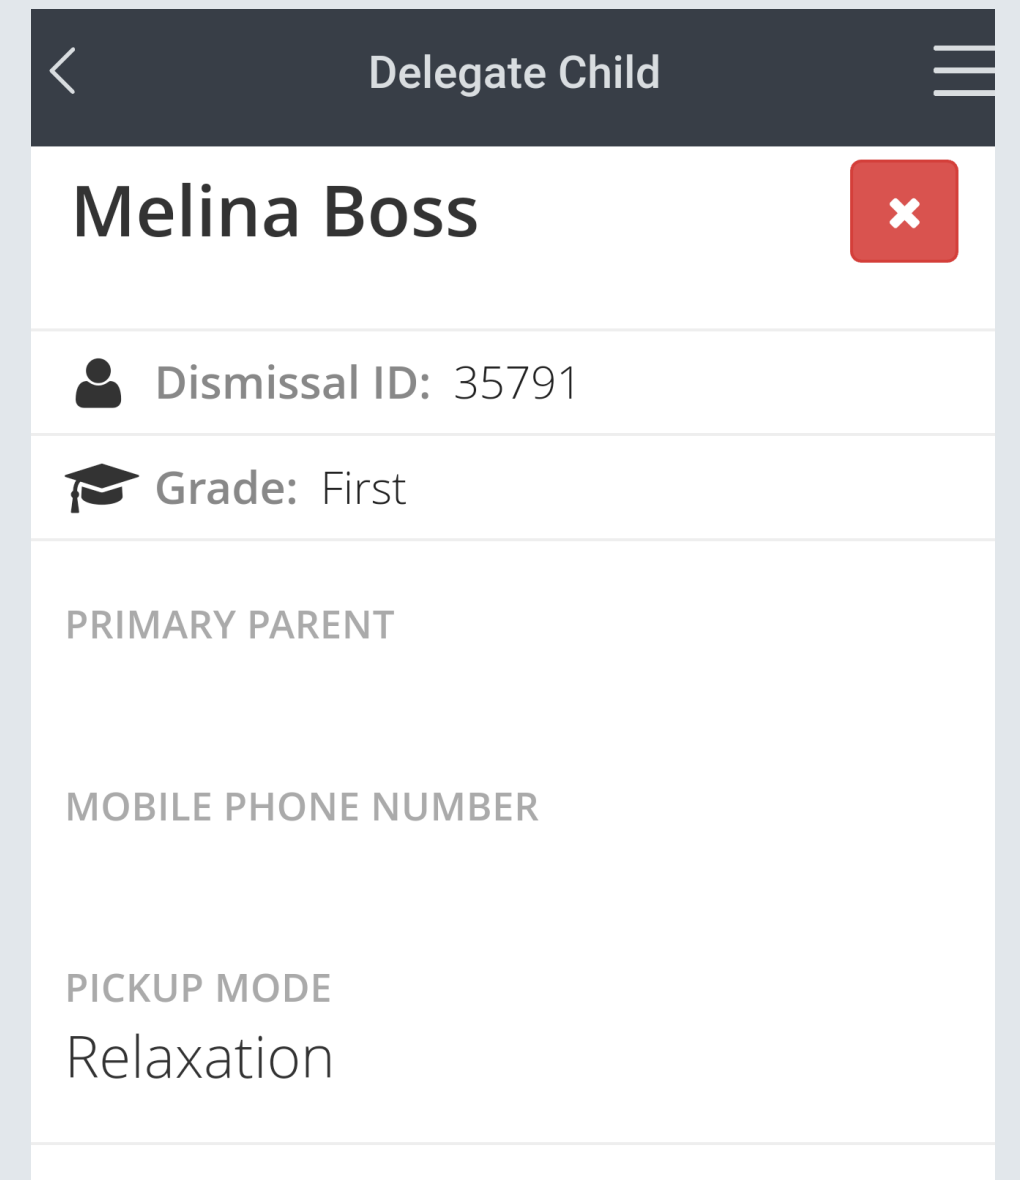 Delegate Child
Melina Boss
Dismissal ID: 35791
Grade: First
PRIMARY PARENT
MOBILE PHONE NUMBER
PICKUP MODE
Relaxation